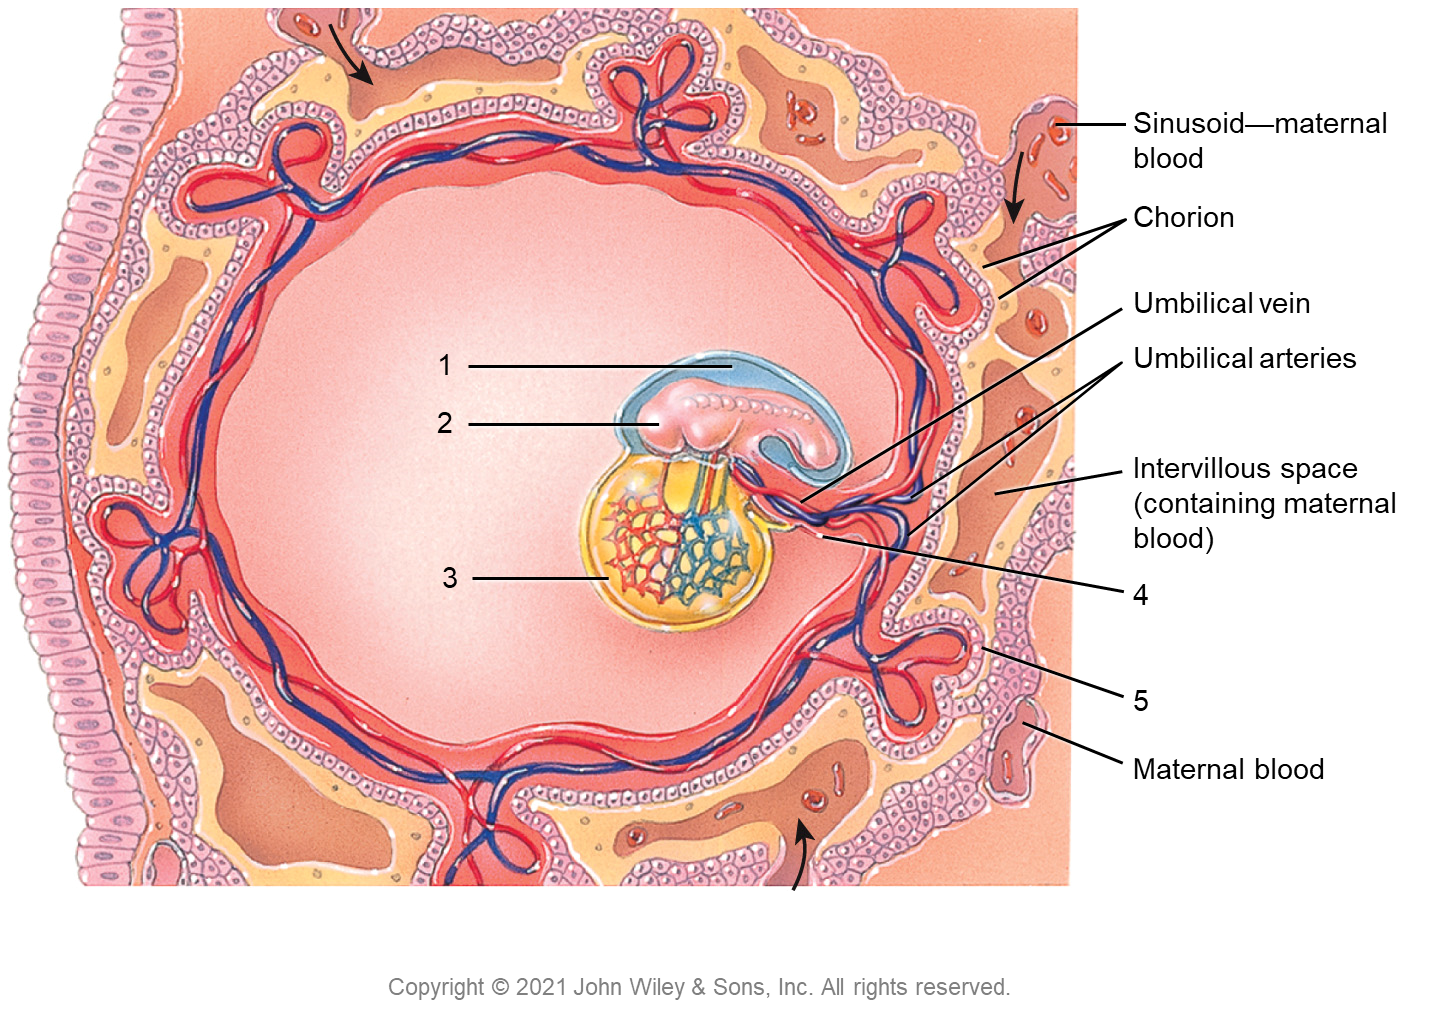 Sinusoid—maternal
blood
Chorion
Umbilical vein
Umbilical arteries
1
2
3
Intervillous space
(containing maternal
blood)
4
5
Maternal blood
Copyright © 2021 John Wiley & Sons, Inc. All rights reserved.